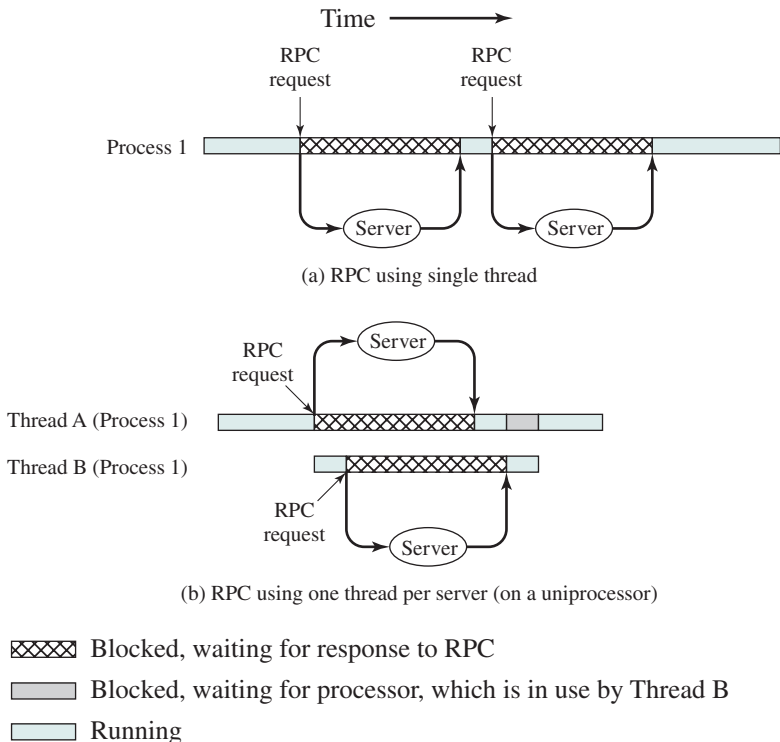 Time
RPC
request
RPC
request
Process 1
Server
Server
(a) RPC using single thread
Server
RPC
request
Thread A (Process 1)
Thread B (Process 1)
RPC
request
Server
(b) RPC using one thread per server (on a uniprocessor)
Blocked, waiting for response to RPC
Blocked, waiting for processor, which is in use by Thread B
Running